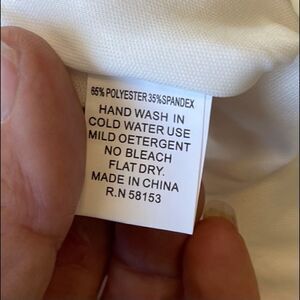 65% POLYESTER 35%SPANDEX
HAND WASH IN
COLD WATER USE
MILD OETERGENT
NO BLEACH
FLAT DRY.
MADE IN CHINA
R.N 58153